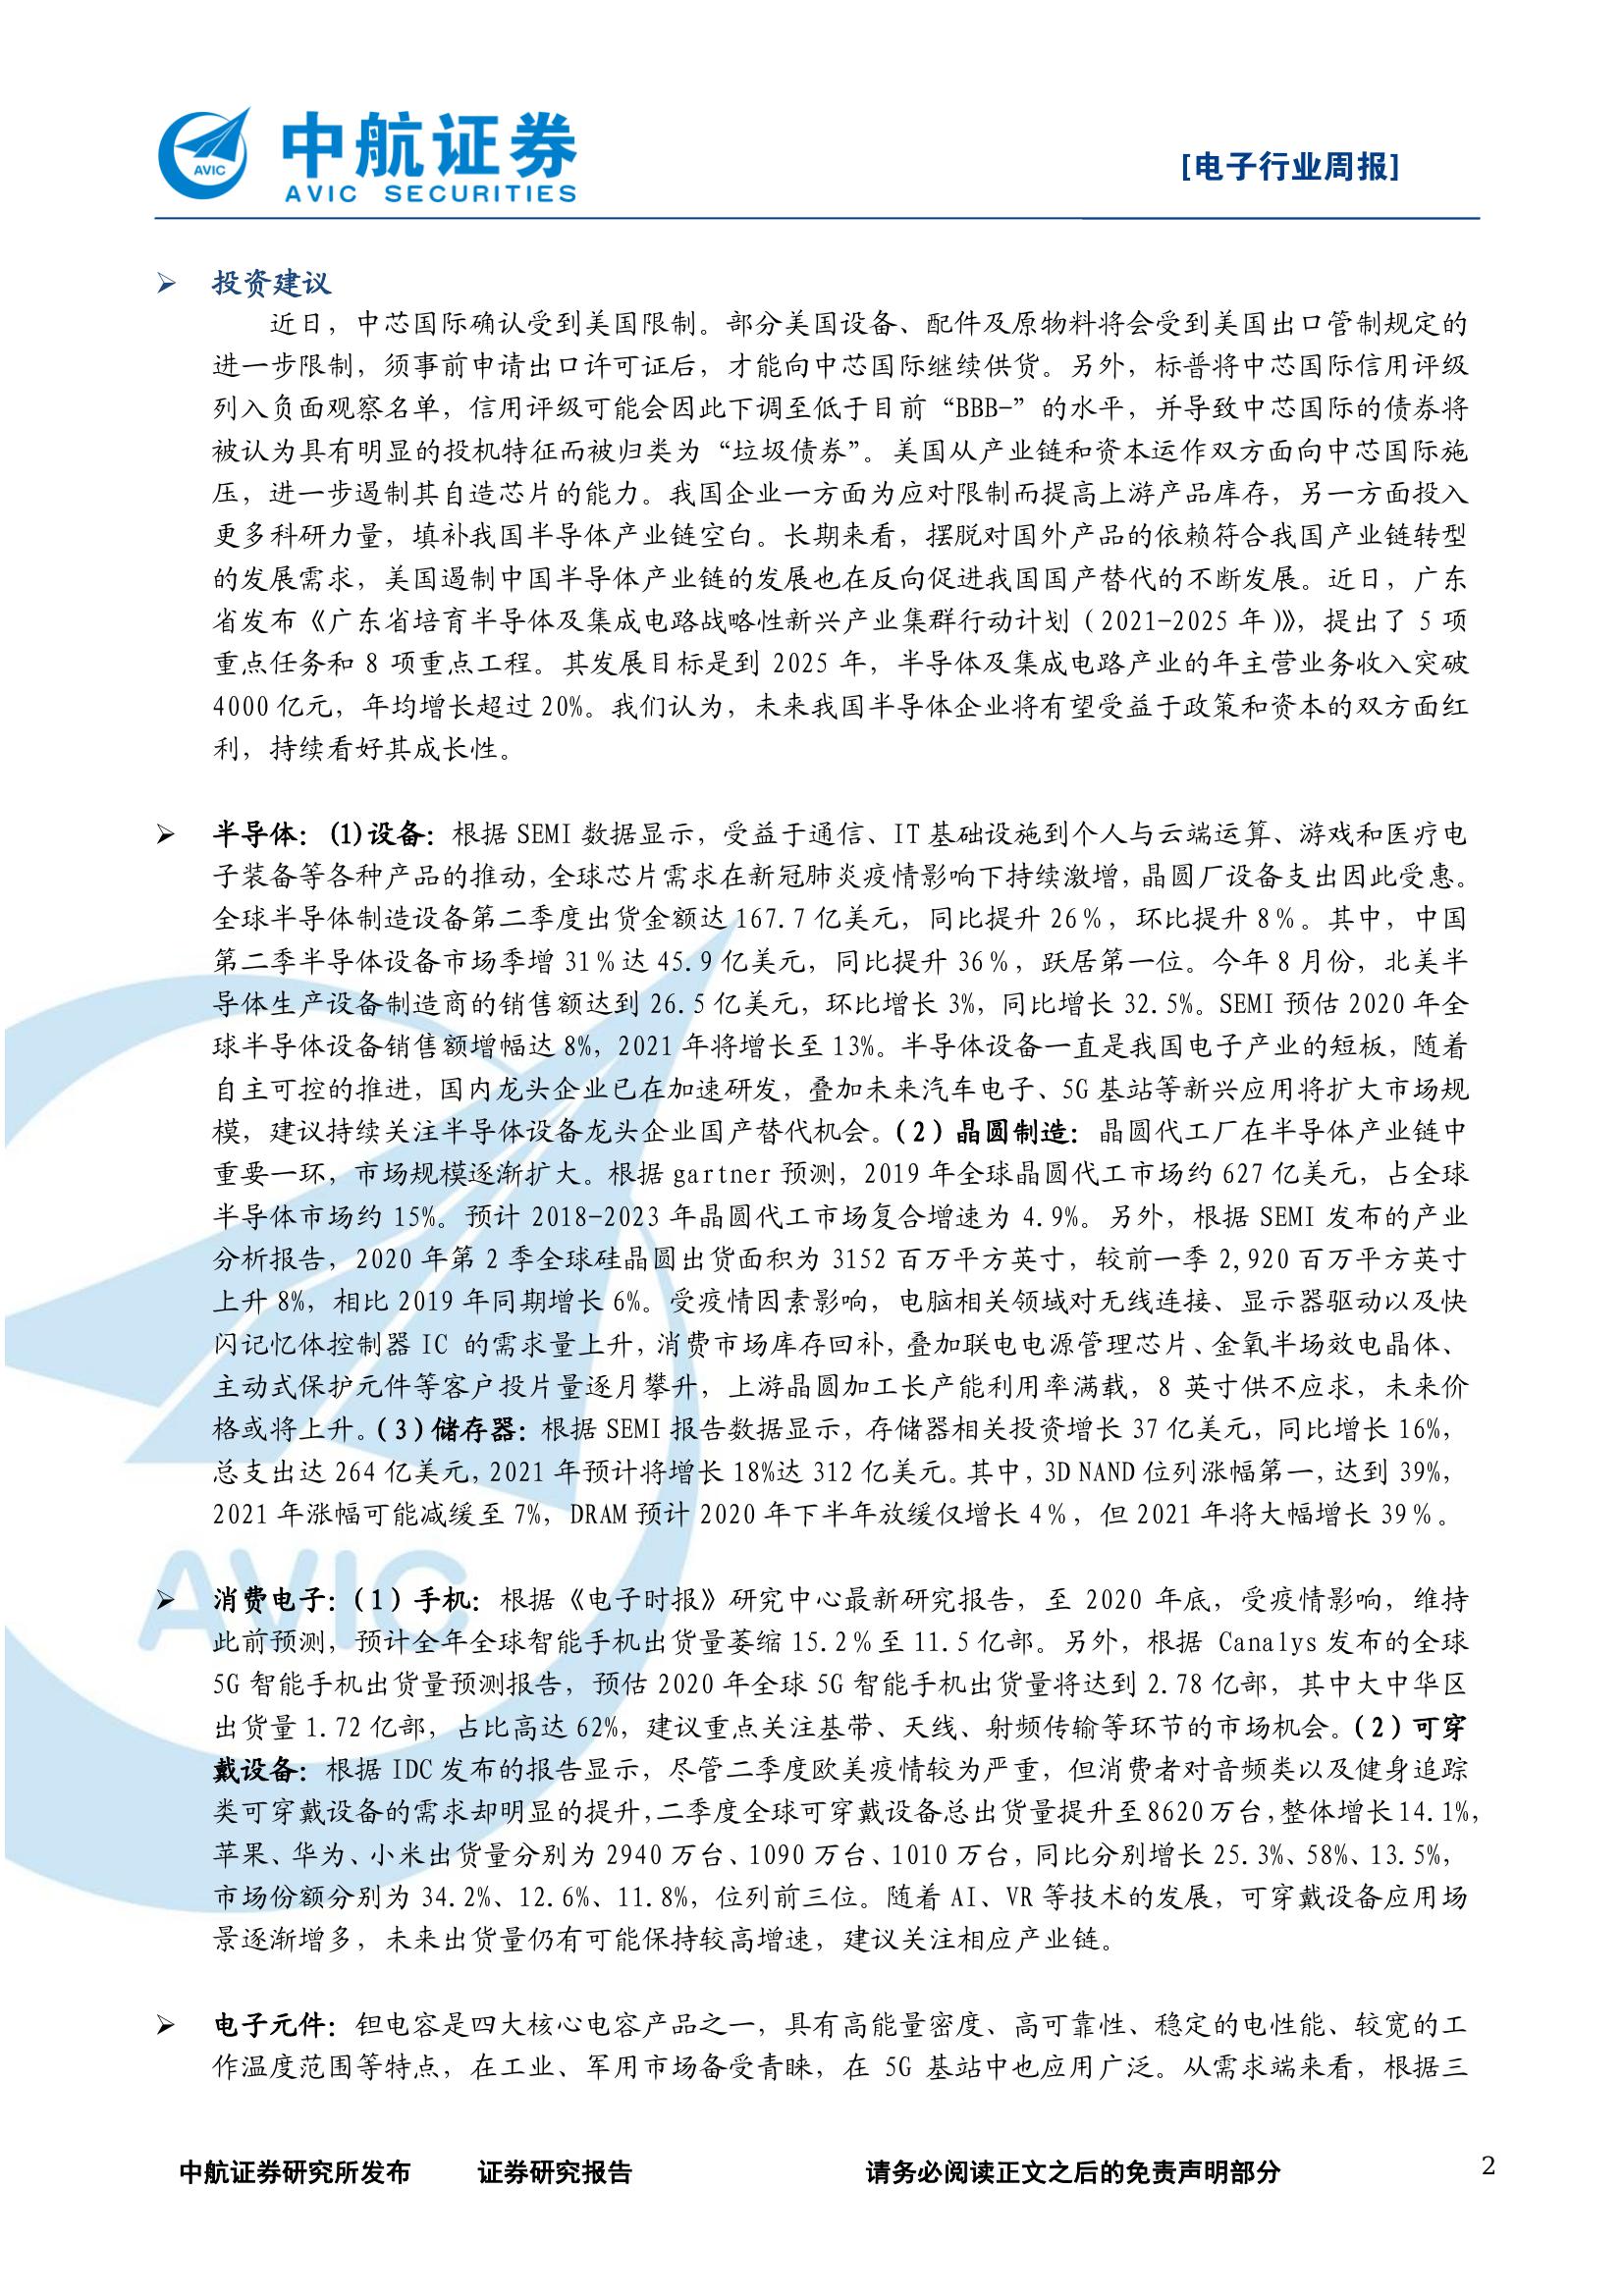 中航证券
AVIC SECURITIES
AVIC
[电子行业周报]
➢ 投资建议
近日，中芯国际确认受到美国限制。部分美国设备、配件及原物料将会受到美国出口管制规定的
进一步限制，须事前申请出口许可证后，才能向中芯国际继续供货。另外，标普将中芯国际信用评级
列入负面观察名单，信用评级可能会因此下调至低于目前“BBB-”的水平，并导致中芯国际的债券将
被认为具有明显的投机特征而被归类为“垃圾债券”。美国从产业链和资本运作双方面向中芯国际施
压，进一步遏制其自造芯片的能力。我国企业一方面为应对限制而提高上游产品库存，另一方面投入
更多科研力量，填补我国半导体产业链空白。长期来看，摆脱对国外产品的依赖符合我国产业链转型
的发展需求，美国遏制中国半导体产业链的发展也在反向促进我国国产替代的不断发展。近日，广东
省发布《广东省培育半导体及集成电路战略性新兴产业集群行动计划（2021-2025 年）》，提出了 5 项
重点任务和 8 项重点工程。其发展目标是到 2025 年，半导体及集成电路产业的年主营业务收入突破
4000 亿元，年均增长超过 20%。我们认为，未来我国半导体企业将有望受益于政策和资本的双方面红
利，持续看好其成长性。
➢ 半导体：(1)设备：根据 SEMI 数据显示，受益于通信、IT 基础设施到个人与云端运算、游戏和医疗电
子装备等各种产品的推动，全球芯片需求在新冠肺炎疫情影响下持续激增，晶圆厂设备支出因此受惠。
全球半导体制造设备第二季度出货金额达 167.7 亿美元，同比提升 26%，环比提升 8%。其中，中国
第二季半导体设备市场季增 31%达 45.9 亿美元，同比提升 36%，跃居第一位。今年 8 月份，北美半
导体生产设备制造商的销售额达到 26.5 亿美元，环比增长 3%，同比增长 32.5%。SEMI 预估 2020 年全
球半导体设备销售额增幅达 8%，2021 年将增长至 13%。半导体设备一直是我国电子产业的短板，随着
自主可控的推进，国内龙头企业已在加速研发，叠加未来汽车电子、5G 基站等新兴应用将扩大市场规
模，建议持续关注半导体设备龙头企业国产替代机会。（2）晶圆制造：晶圆代工厂在半导体产业链中
重要一环，市场规模逐渐扩大。根据 gartner 预测，2019 年全球晶圆代工市场约 627 亿美元，占全球
半导体市场约 15%。预计 2018-2023 年晶圆代工市场复合增速为 4.9%。另外，根据 SEMI 发布的产业
分析报告，2020 年第 2 季全球硅晶圆出货面积为 3152 百万平方英寸，较前一季 2,920 百万平方英寸
上升 8%，相比 2019 年同期增长 6%。受疫情因素影响，电脑相关领域对无线连接、显示器驱动以及快
闪记忆体控制器 IC 的需求量上升，消费市场库存回补，叠加联电电源管理芯片、金氧半场效电晶体、
主动式保护元件等客户投片量逐月攀升，上游晶圆加工长产能利用率满载，8 英寸供不应求，未来价
格或将上升。（3）储存器：根据 SEMI 报告数据显示，存储器相关投资增长 37 亿美元，同比增长 16%，
总支出达 264 亿美元，2021 年预计将增长 18%达 312 亿美元。其中，3D NAND 位列涨幅第一，达到 39%，
2021 年涨幅可能减缓至 7%，DRAM 预计 2020 年下半年放缓仅增长 4%，但 2021 年将大幅增长 39%。
➢ 消费电子：（1）手机：根据《电子时报》研究中心最新研究报告，至 2020 年底，受疫情影响，维持
此前预测，预计全年全球智能手机出货量萎缩 15.2%至 11.5 亿部。另外，根据 Canalys 发布的全球
5G 智能手机出货量预测报告，预估 2020 年全球 5G 智能手机出货量将达到 2.78 亿部，其中大中华区
出货量 1.72 亿部，占比高达 62%，建议重点关注基带、天线、射频传输等环节的市场机会。（2）可穿
戴设备：根据 IDC 发布的报告显示，尽管二季度欧美疫情较为严重，但消费者对音频类以及健身追踪
类可穿戴设备的需求却明显的提升，二季度全球可穿戴设备总出货量提升至 8620 万台，整体增长 14.1%，
苹果、华为、小米出货量分别为 2940 万台、1090 万台、1010 万台，同比分别增长 25.3%、58%、13.5%，
市场份额分别为 34.2%、12.6%、11.8%，位列前三位。随着 AI、VR 等技术的发展，可穿戴设备应用场
景逐渐增多，未来出货量仍有可能保持较高增速，建议关注相应产业链。
➢ 电子元件：钽电容是四大核心电容产品之一，具有高能量密度、高可靠性、稳定的电性能、较宽的工
作温度范围等特点，在工业、军用市场备受青睐，在 5G 基站中也应用广泛。从需求端来看，根据三
AVIC
中航证券研究所发布 证券研究报告 请务必阅读正文之后的免责声明部分 2